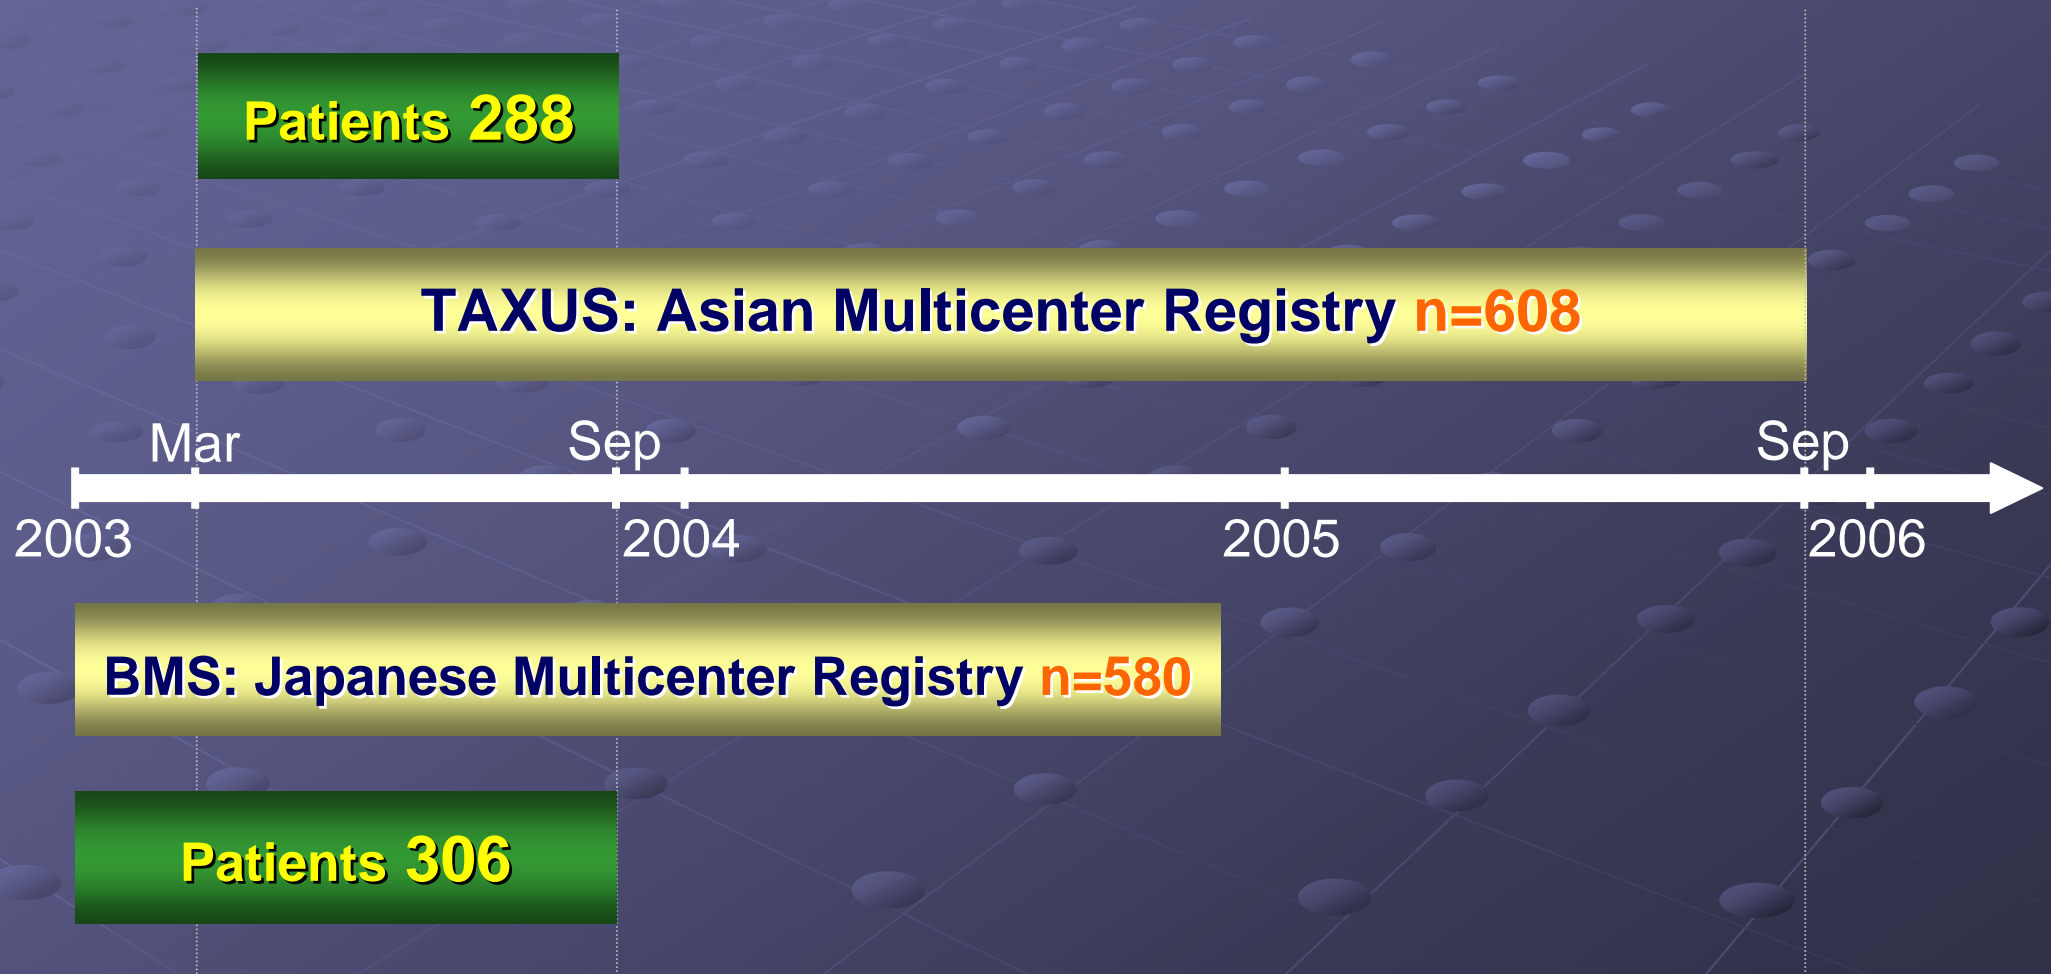 Patients 288
TAXUS: Asian Multicenter Registry n=608
Mar Sep Sep
2003 2004 2005 2006
BMS: Japanese Multicenter Registry n=580
Patients 306